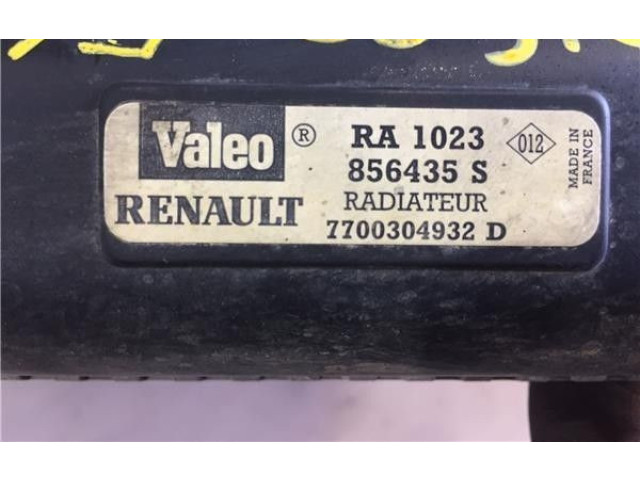 Valeo ® RA 1023 012
856435 S
RENAULT RADIATEUR
7700304932 D
MADE IN
FRANCE